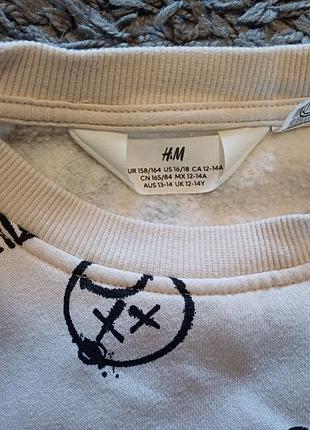 H&M
UR 158/164 US 16/18 CA 12-14A
CN 165/84 MX 12-14A
AUS 13-14 UK 12-14Y